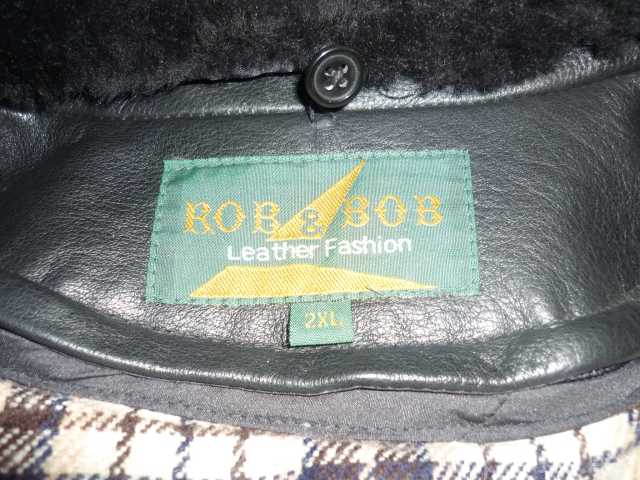 ROB & BOB
Leather Fashion
2XL